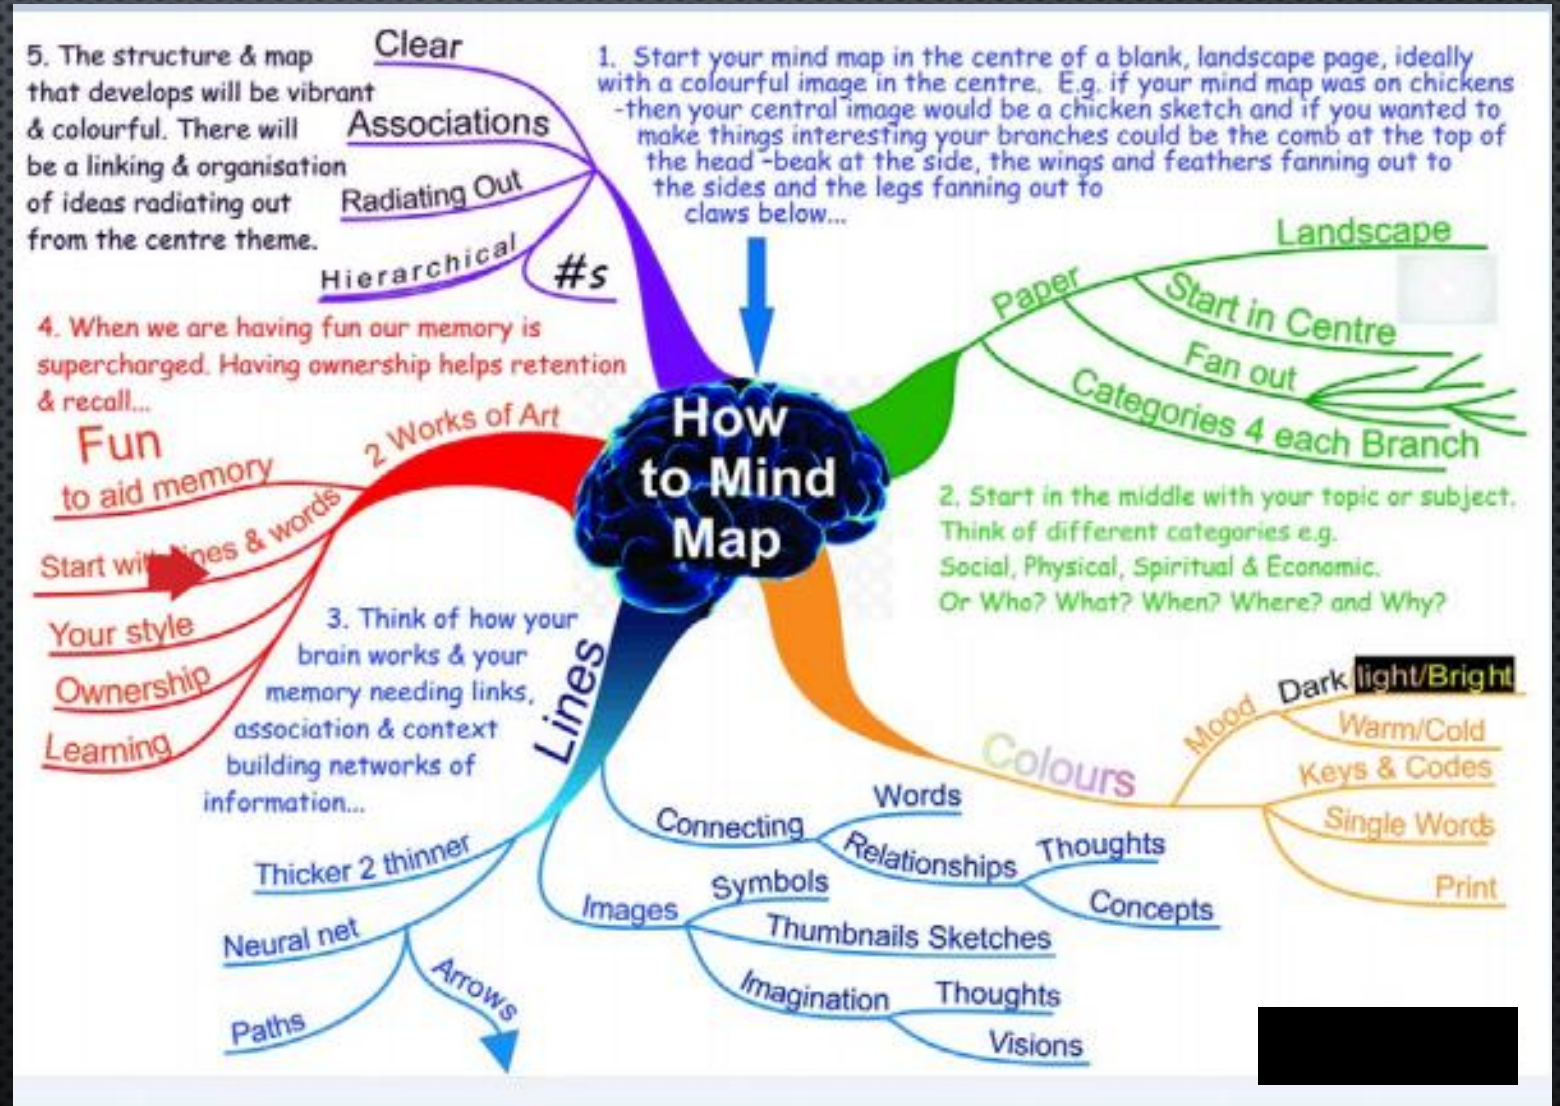 How
to Mind
Map
1. Start your mind map in the centre of a blank, landscape page, ideally
with a colourful image in the centre. E.g. if your mind map was on chickens
-then your central image would be a chicken sketch and if you wanted to
make things interesting your branches could be the comb at the top of
the head -beak at the side, the wings and feathers fanning out to
the sides and the legs fanning out to
claws below...
Paper
Landscape
Start in Centre
Fan out
Categories 4 each Branch
2. Start in the middle with your topic or subject.
Think of different categories e.g.
Social, Physical, Spiritual & Economic.
Or Who? What? When? Where? and Why?
Colours
Mood
Dark light/Bright
Warm/Cold
Keys & Codes
Single Words
Print
Lines
Connecting
Words
Relationships
Thoughts
Concepts
Images
Symbols
Thumbnails Sketches
Imagination
Thoughts
Visions
Thicker 2 thinner
Neural net
Arrows
Paths
3. Think of how your
brain works & your
memory needing links,
association & context
building networks of
information...
2 Works of Art
Fun
to aid memory
Start with lines & words
Your style
Ownership
Learning
4. When we are having fun our memory is
supercharged. Having ownership helps retention
& recall...
Clear
Associations
Radiating Out
Hierarchical
#s
5. The structure & map
that develops will be vibrant
& colourful. There will
be a linking & organisation
of ideas radiating out
from the centre theme.